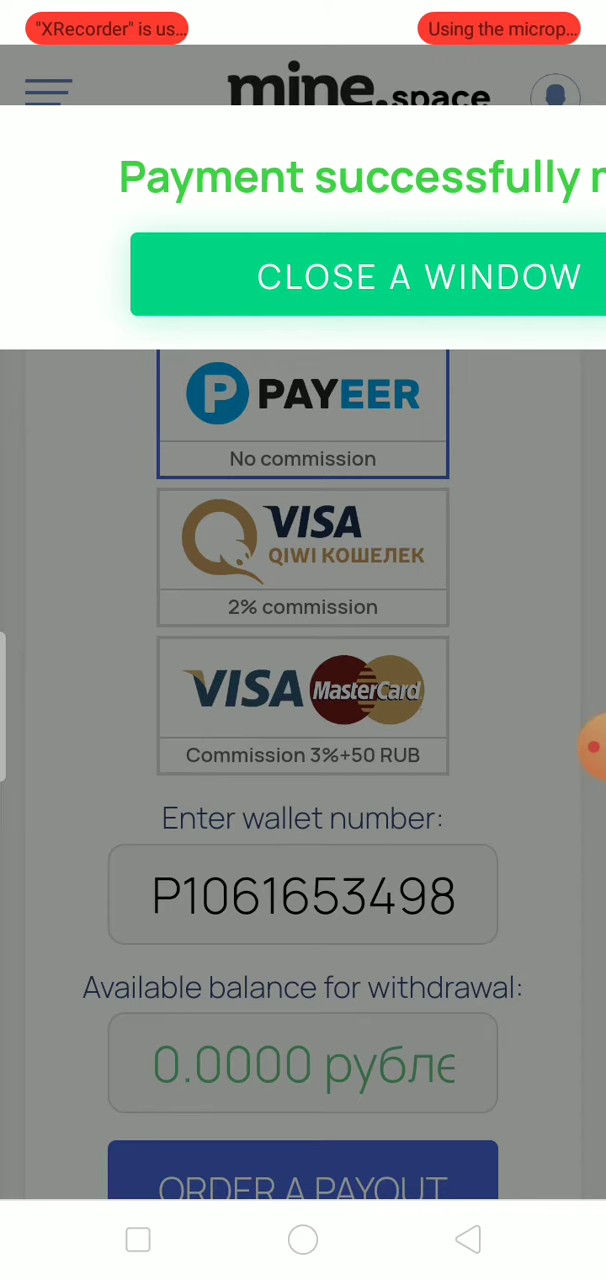 "XRecorder" is us...
Using the microp...
mine.space
Payment successfully
CLOSE A WINDOW
PAYEER
No commission
VISA
QIWI КОШЕЛЕК
2% commission
VISA MasterCard
Commission 3%+50 RUB
Enter wallet number:
P1061653498
Available balance for withdrawal:
0.0000 рубле
ORDER A PAYOUT